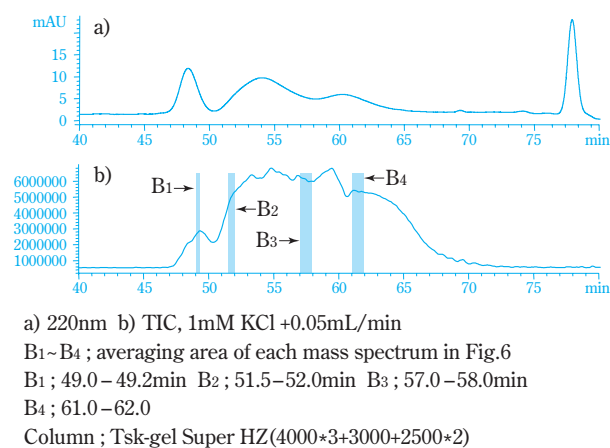 mAU
a)
15
10
5
0
40 45 50 55 60 65 70 75 min
b)
6000000
5000000
4000000
3000000
2000000
1000000
B1
B2
B3
B4
40 45 50 55 60 65 70 75 min
a) 220nm b) TIC, 1mM KCl +0.05mL/min
B1~B4 ; averaging area of each mass spectrum in Fig.6
B1 ; 49.0–49.2min B2 ; 51.5–52.0min B3 ; 57.0–58.0min
B4 ; 61.0–62.0
Column ; Tsk-gel Super HZ(4000*3+3000+2500*2)